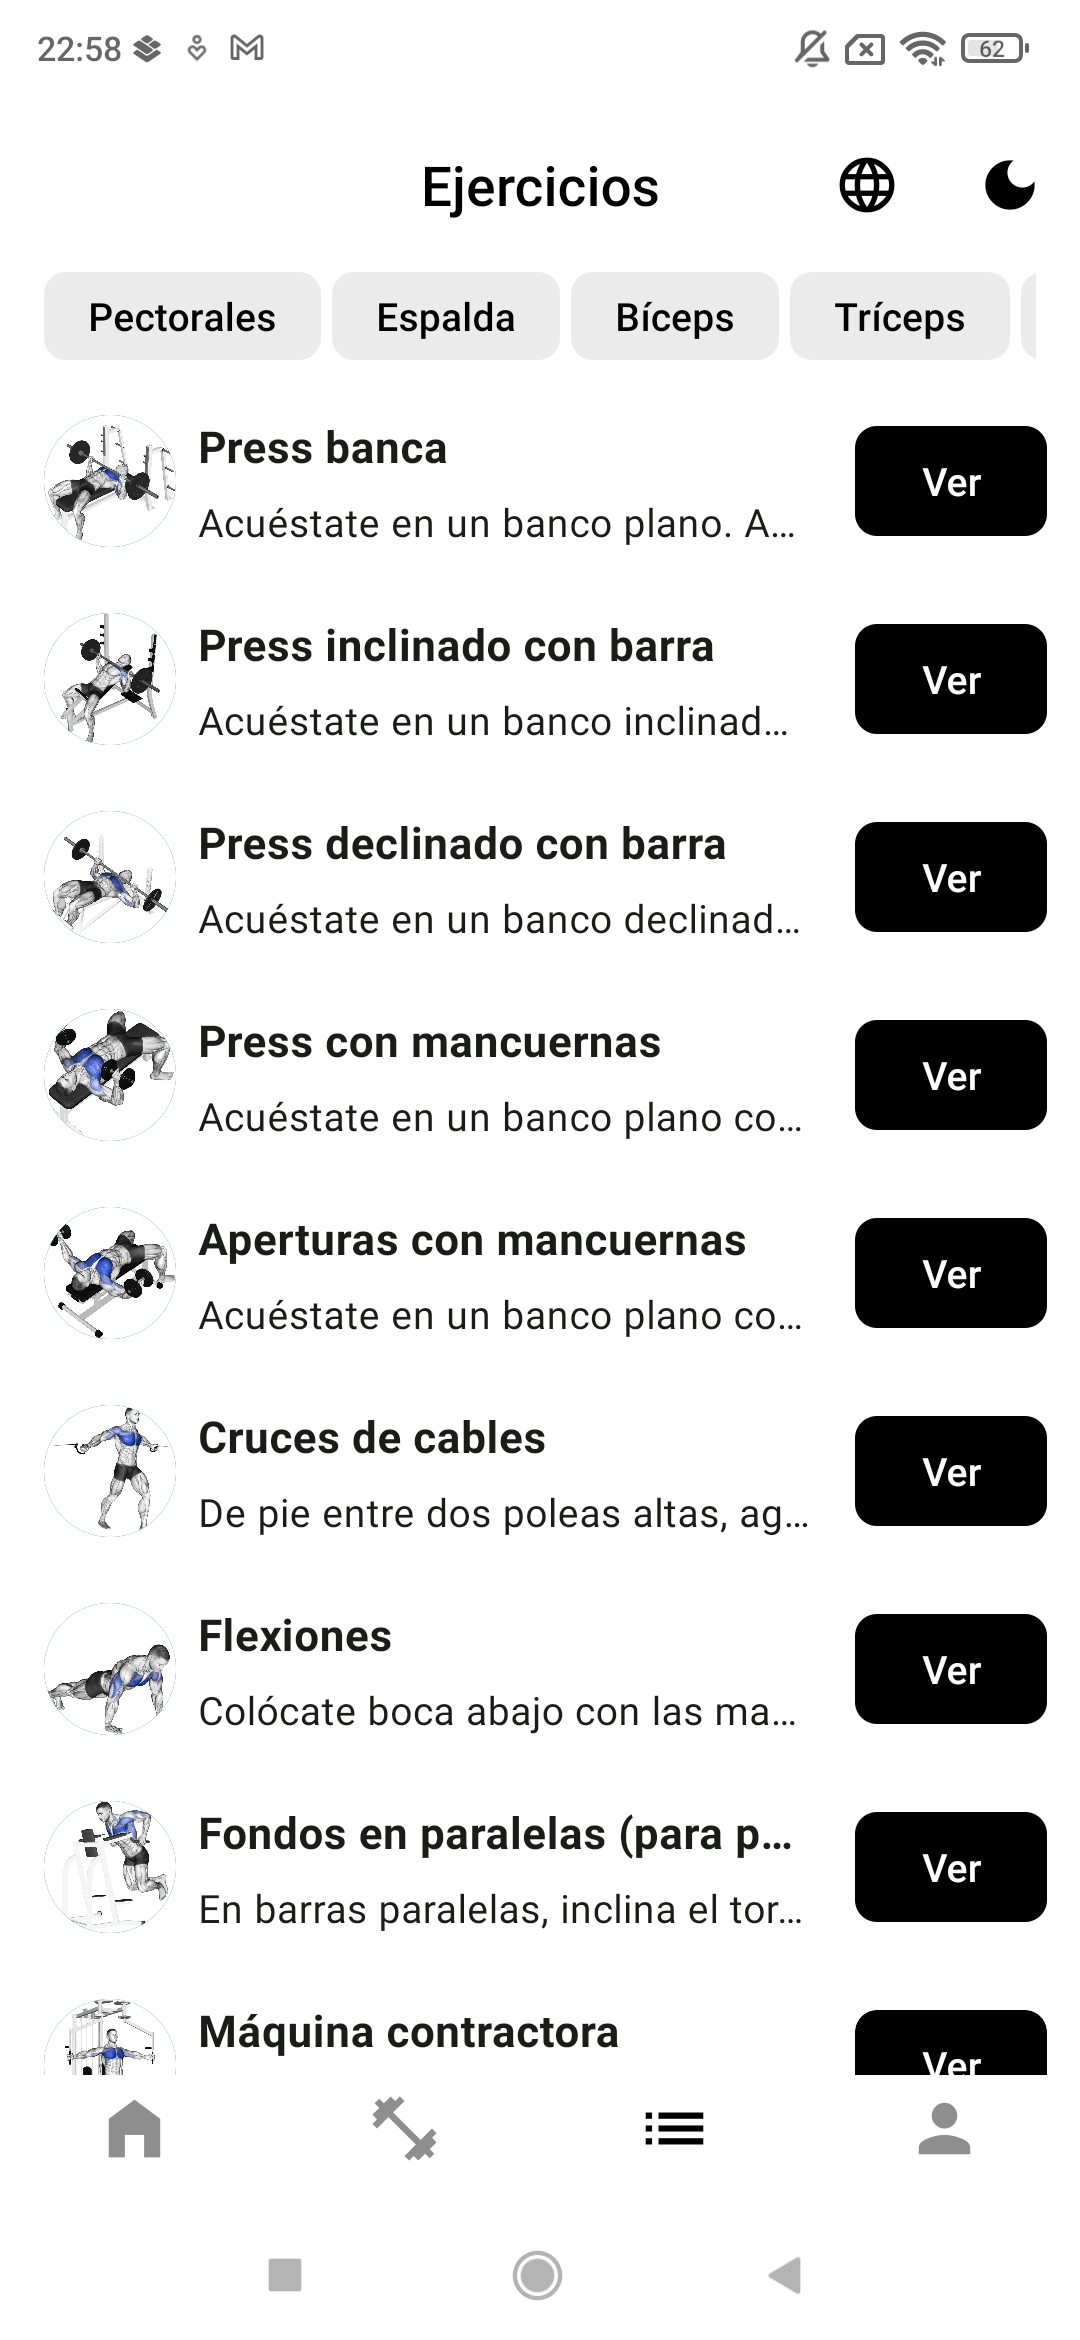 22:58
62
Ejercicios
Pectorales
Espalda
Bíceps
Tríceps
Press banca
Acuéstate en un banco plano. A...
Ver
Press inclinado con barra
Acuéstate en un banco inclinad...
Ver
Press declinado con barra
Acuéstate en un banco declinad...
Ver
Press con mancuernas
Acuéstate en un banco plano co...
Ver
Aperturas con mancuernas
Acuéstate en un banco plano co...
Ver
Cruces de cables
De pie entre dos poleas altas, ag...
Ver
Flexiones
Colócate boca abajo con las ma...
Ver
Fondos en paralelas (para p...
En barras paralelas, inclina el tor...
Ver
Máquina contractora
Ver